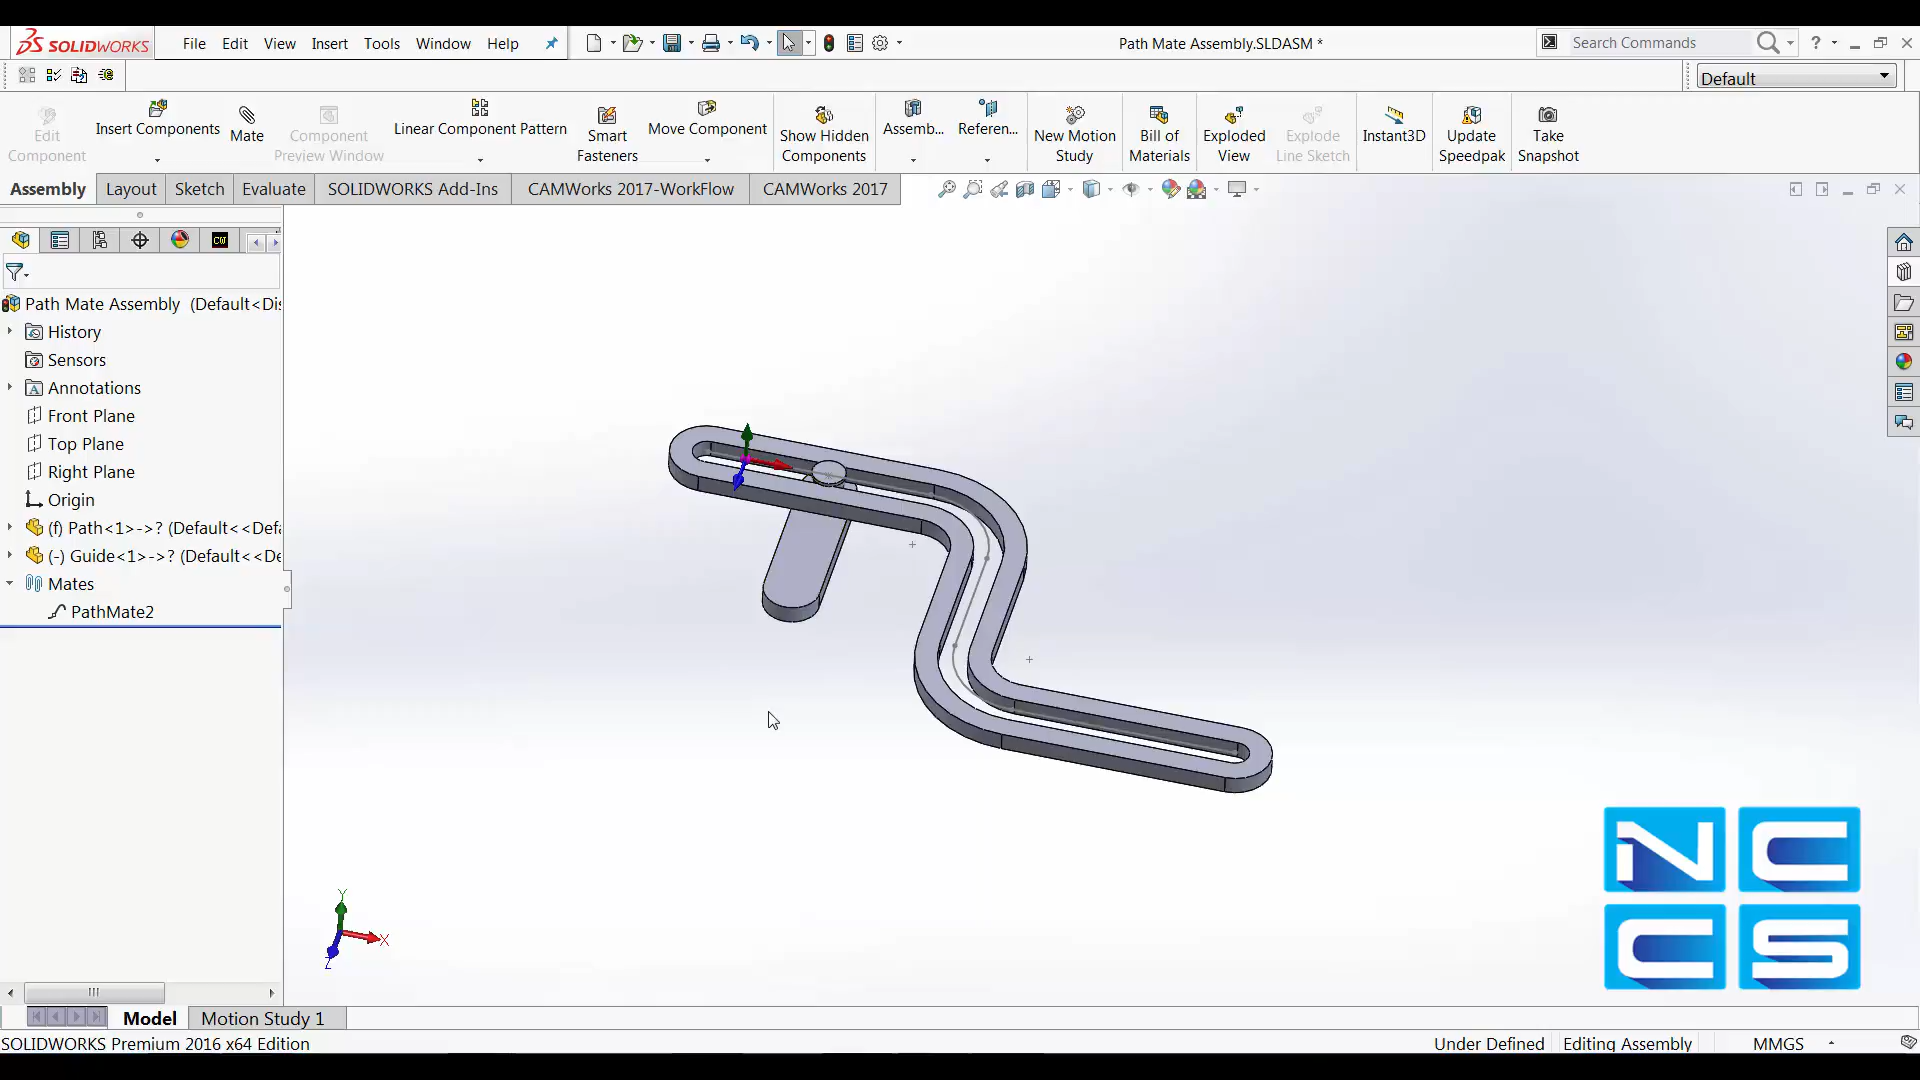 SOLIDWORKS File Edit View Insert Tools Window Help Path Mate Assembly.SLDASM * Search Commands ?
Default
Edit Component Insert Components Mate Component Preview Window Linear Component Pattern Smart Fasteners Move Component Show Hidden Components Assemb... Referen... New Motion Study Bill of Materials Exploded View Explode Line Sketch Instant3D Update Speedpak Take Snapshot
Assembly Layout Sketch Evaluate SOLIDWORKS Add-Ins CAMWorks 2017-WorkFlow CAMWorks 2017
CW
Path Mate Assembly (Default<Di
History
Sensors
A Annotations
Front Plane
Top Plane
Right Plane
Origin
(f) Path<1>->? (Default<<Defa
(-) Guide<1>->? (Default<<De
Mates
PathMate2
Y
X
Z
NC
CS
Model Motion Study 1
SOLIDWORKS Premium 2016 x64 Edition Under Defined Editing Assembly MMGS